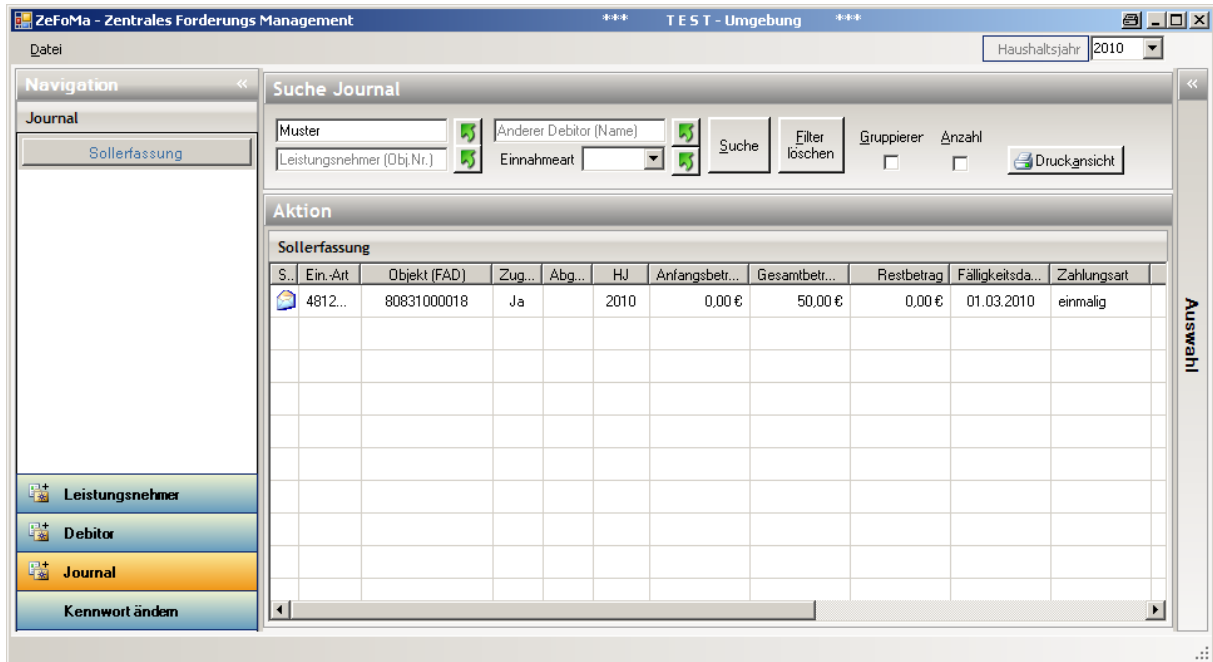 ZeFoMa - Zentrales Forderungs Management *** T E S T - Umgebung ***
Datei
Haushaltsjahr 2010
Navigation «
Journal
Sollerfassung
Leistungsnehmer
Debitor
Journal
Kennwort ändern
Suche Journal
Muster
Anderer Debitor (Name)
Leistungsnehmer (Obj.Nr.)
Einnahmeart
Suche
Filter
löschen
Gruppierer
Anzahl
Druckansicht
Aktion
Sollerfassung
S.. Ein.-Art Objekt (FAD) Zug... Abg... HJ Anfangsbetr... Gesamtbetr... Restbetrag Fälligkeitsda... Zahlungsart
4812... 80831000018 Ja 2010 0,00 € 50,00 € 0,00 € 01.03.2010 einmalig
«
Auswahl